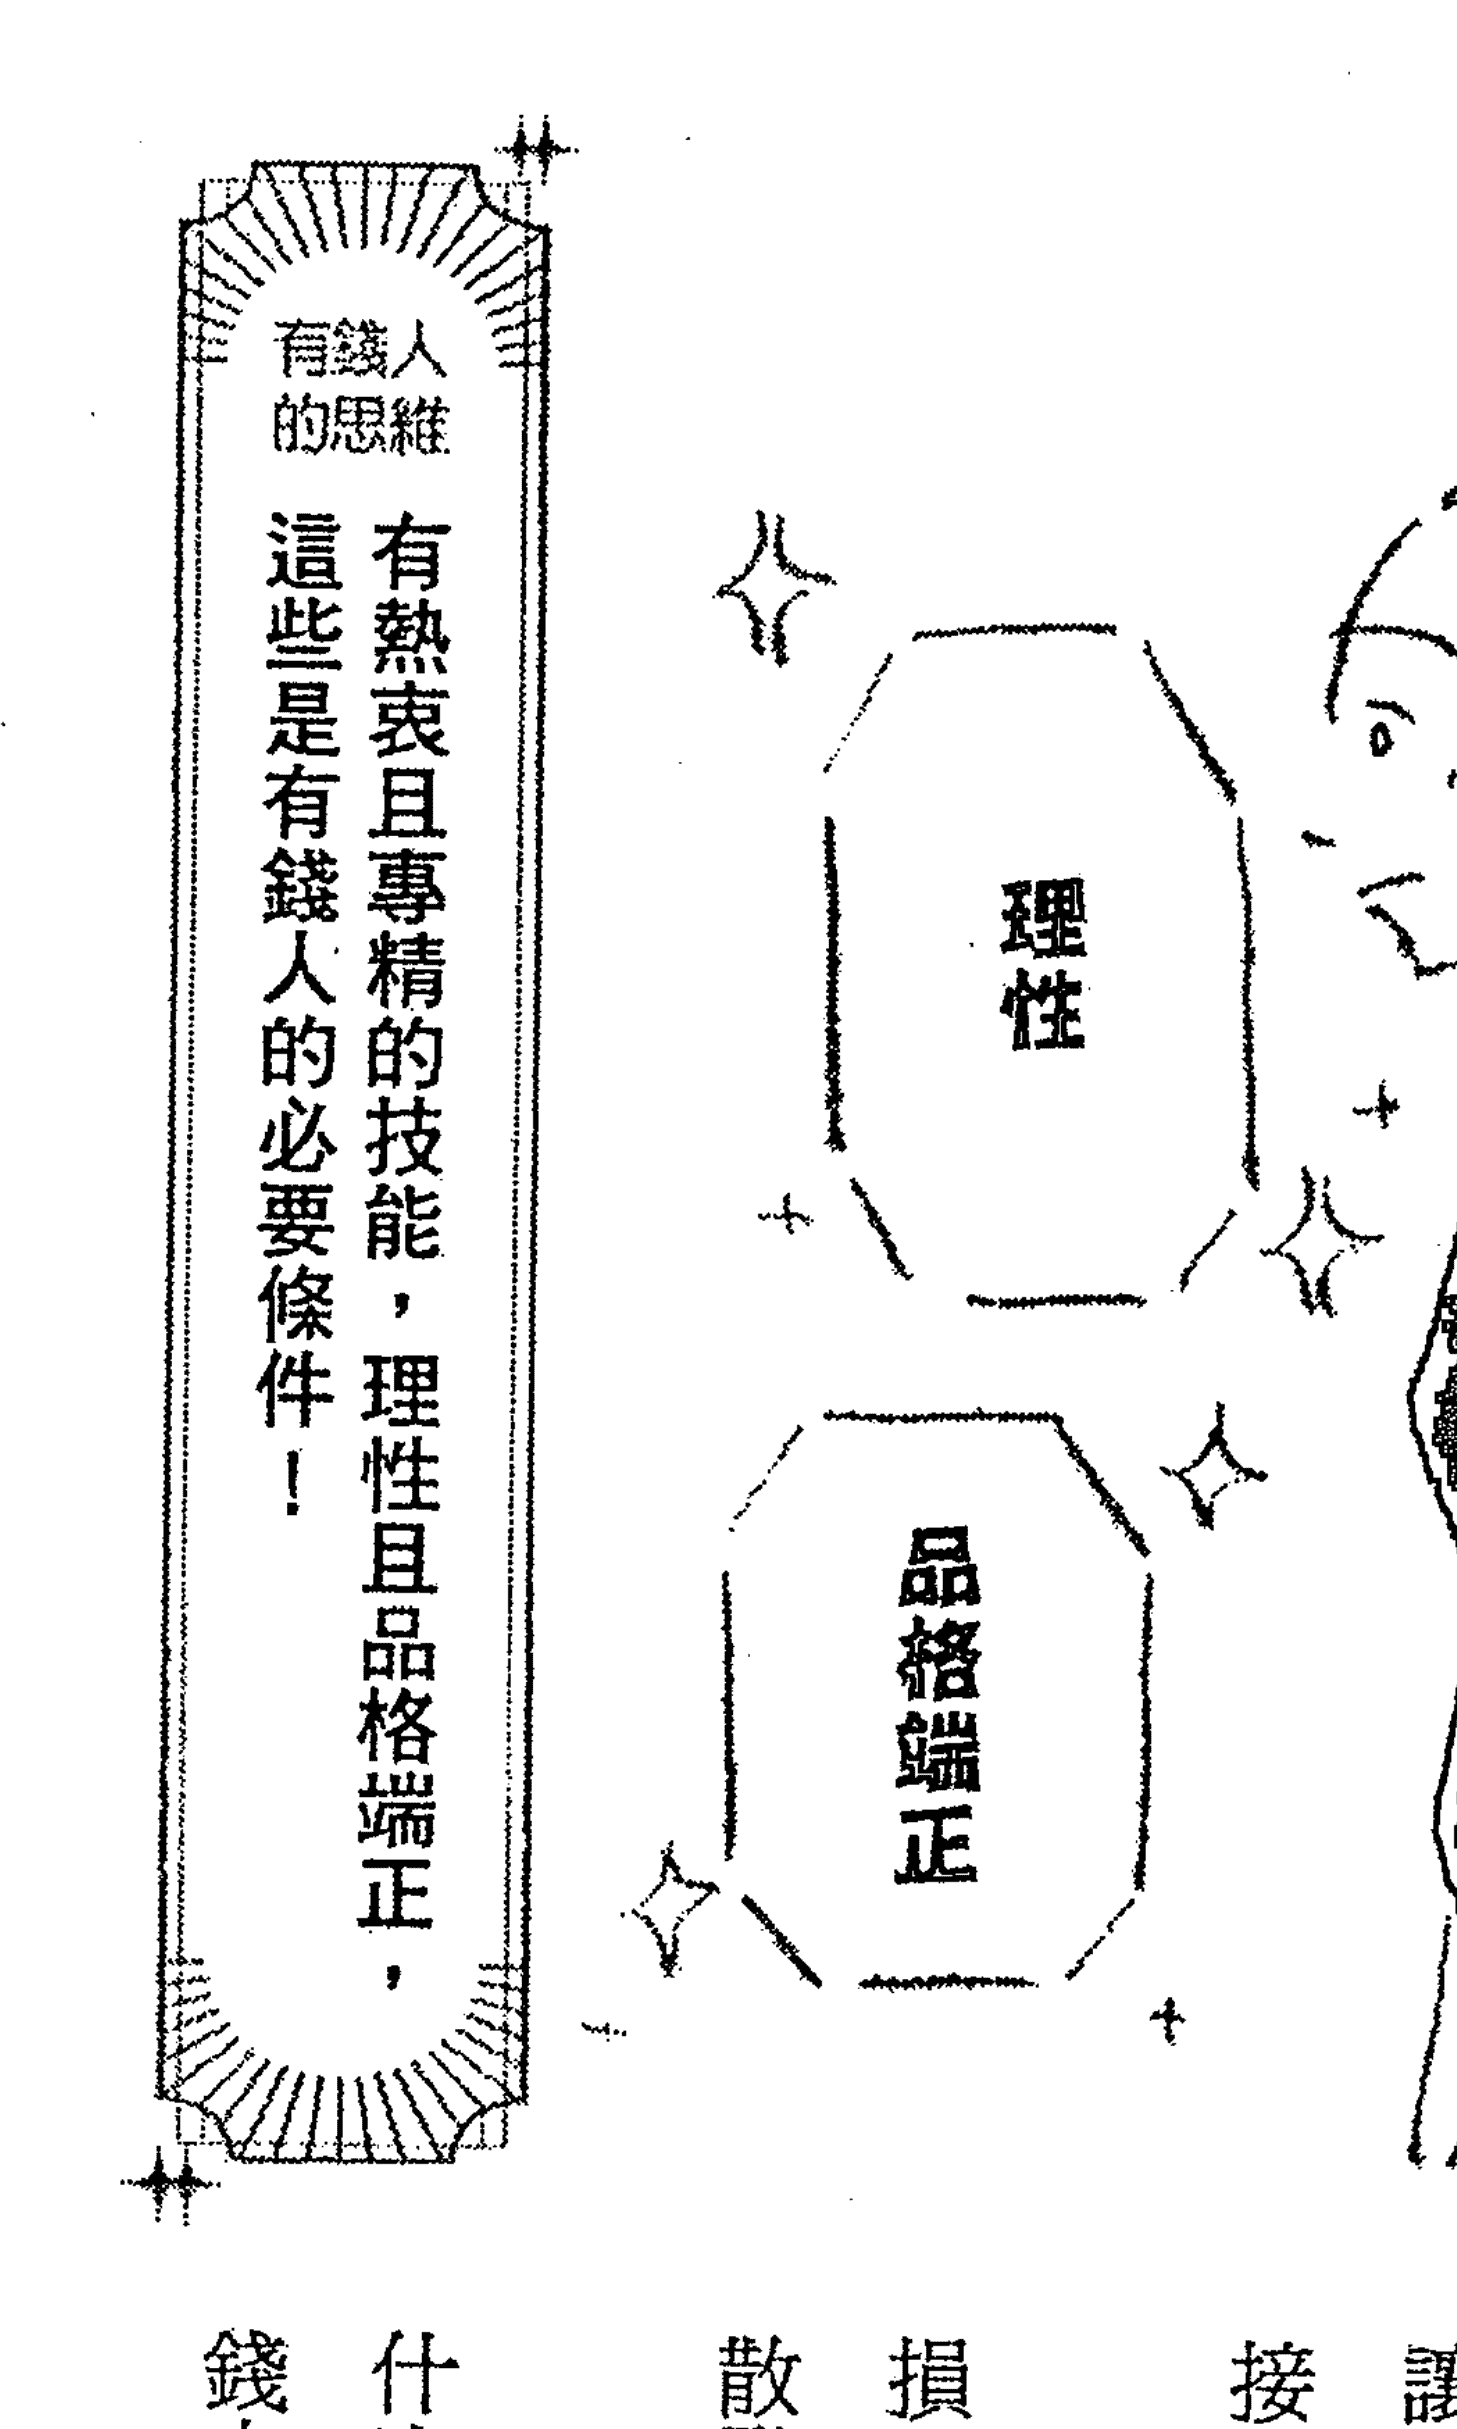 理性
品格端正
有錢人
的思維
有熱衷且專精的技能，理性且品格端正，
這些是有錢人的必要條件！
讓
接
損
散
什
錢